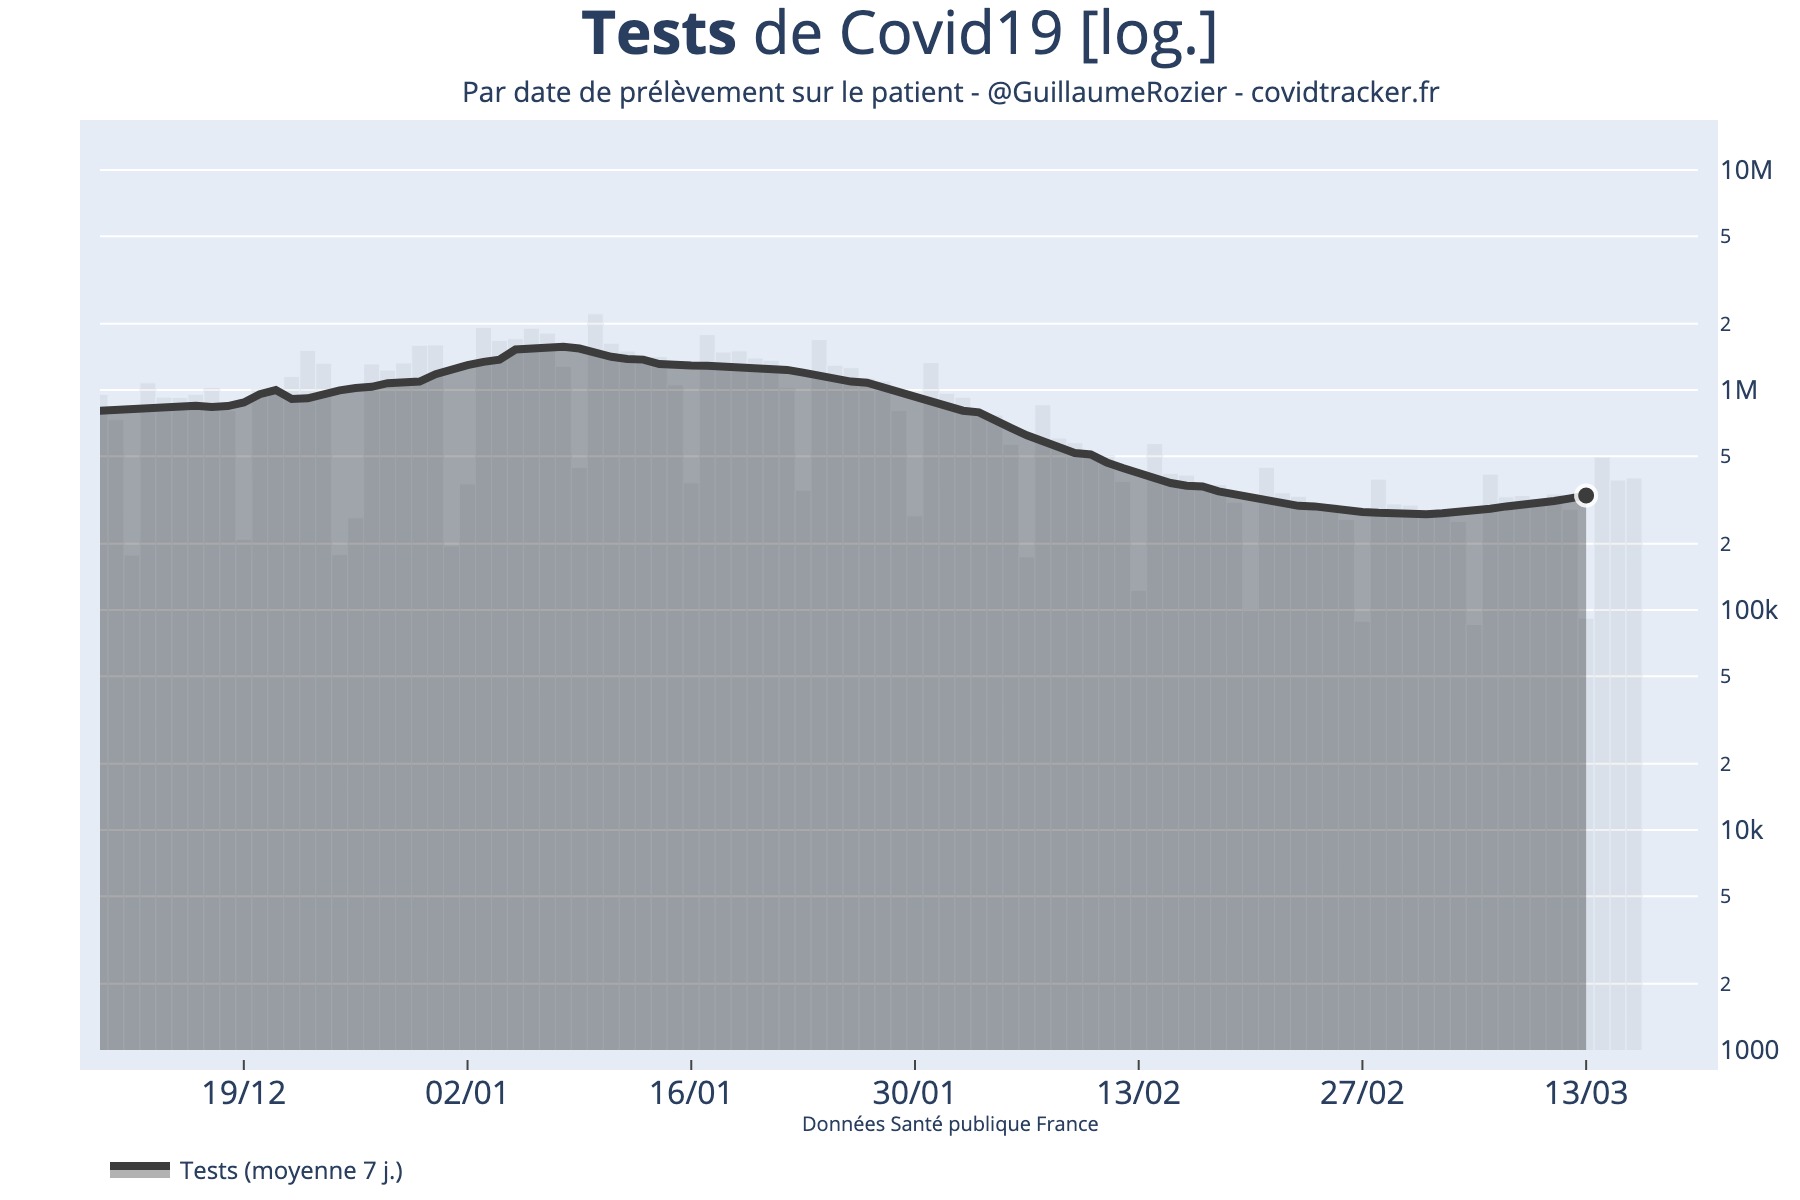 Tests de Covid19 [log.]
Par date de prélèvement sur le patient - @GuillaumeRozier - covidtracker.fr
10M
5
2
1M
5
2
100k
5
2
10k
5
2
1000
19/12 02/01 16/01 30/01 13/02 27/02 13/03
Données Santé publique France
Tests (moyenne 7 j.)